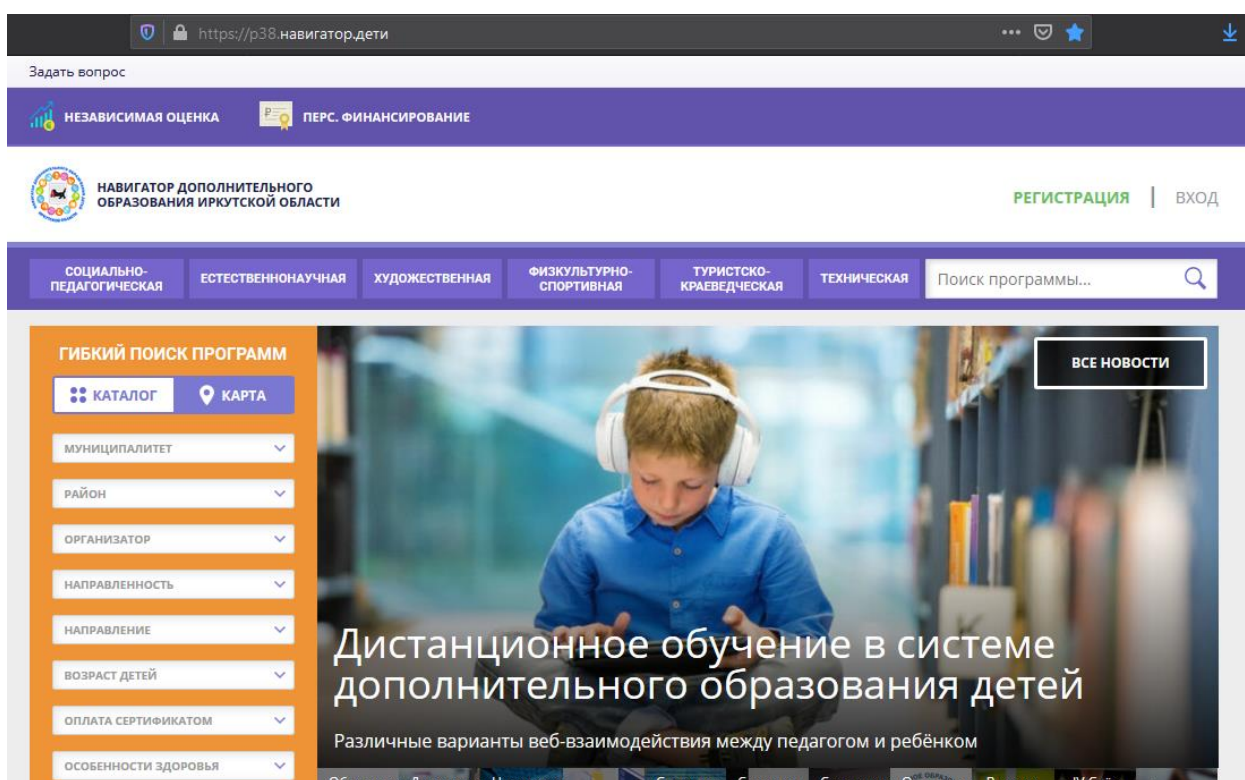 https://р38.навигатор.дети
Задать вопрос
НЕЗАВИСИМАЯ ОЦЕНКА
ПЕРС. ФИНАНСИРОВАНИЕ
НАВИГАТОР ДОПОЛНИТЕЛЬНОГО
ОБРАЗОВАНИЯ ИРКУТСКОЙ ОБЛАСТИ
РЕГИСТРАЦИЯ | ВХОД
СОЦИАЛЬНО-
ПЕДАГОГИЧЕСКАЯ
ЕСТЕСТВЕННОНАУЧНАЯ
ХУДОЖЕСТВЕННАЯ
ФИЗКУЛЬТУРНО-
СПОРТИВНАЯ
ТУРИСТСКО-
КРАЕВЕДЧЕСКАЯ
ТЕХНИЧЕСКАЯ
Поиск программы...
ГИБКИЙ ПОИСК ПРОГРАММ
КАТАЛОГ
КАРТА
МУНИЦИПАЛИТЕТ
РАЙОН
ОРГАНИЗАТОР
НАПРАВЛЕННОСТЬ
НАПРАВЛЕНИЕ
ВОЗРАСТ ДЕТЕЙ
ОПЛАТА СЕРТИФИКАТОМ
ОСОБЕННОСТИ ЗДОРОВЬЯ
ВСЕ НОВОСТИ
Дистанционное обучение в системе
дополнительного образования детей
Различные варианты веб-взаимодействия между педагогом и ребёнком